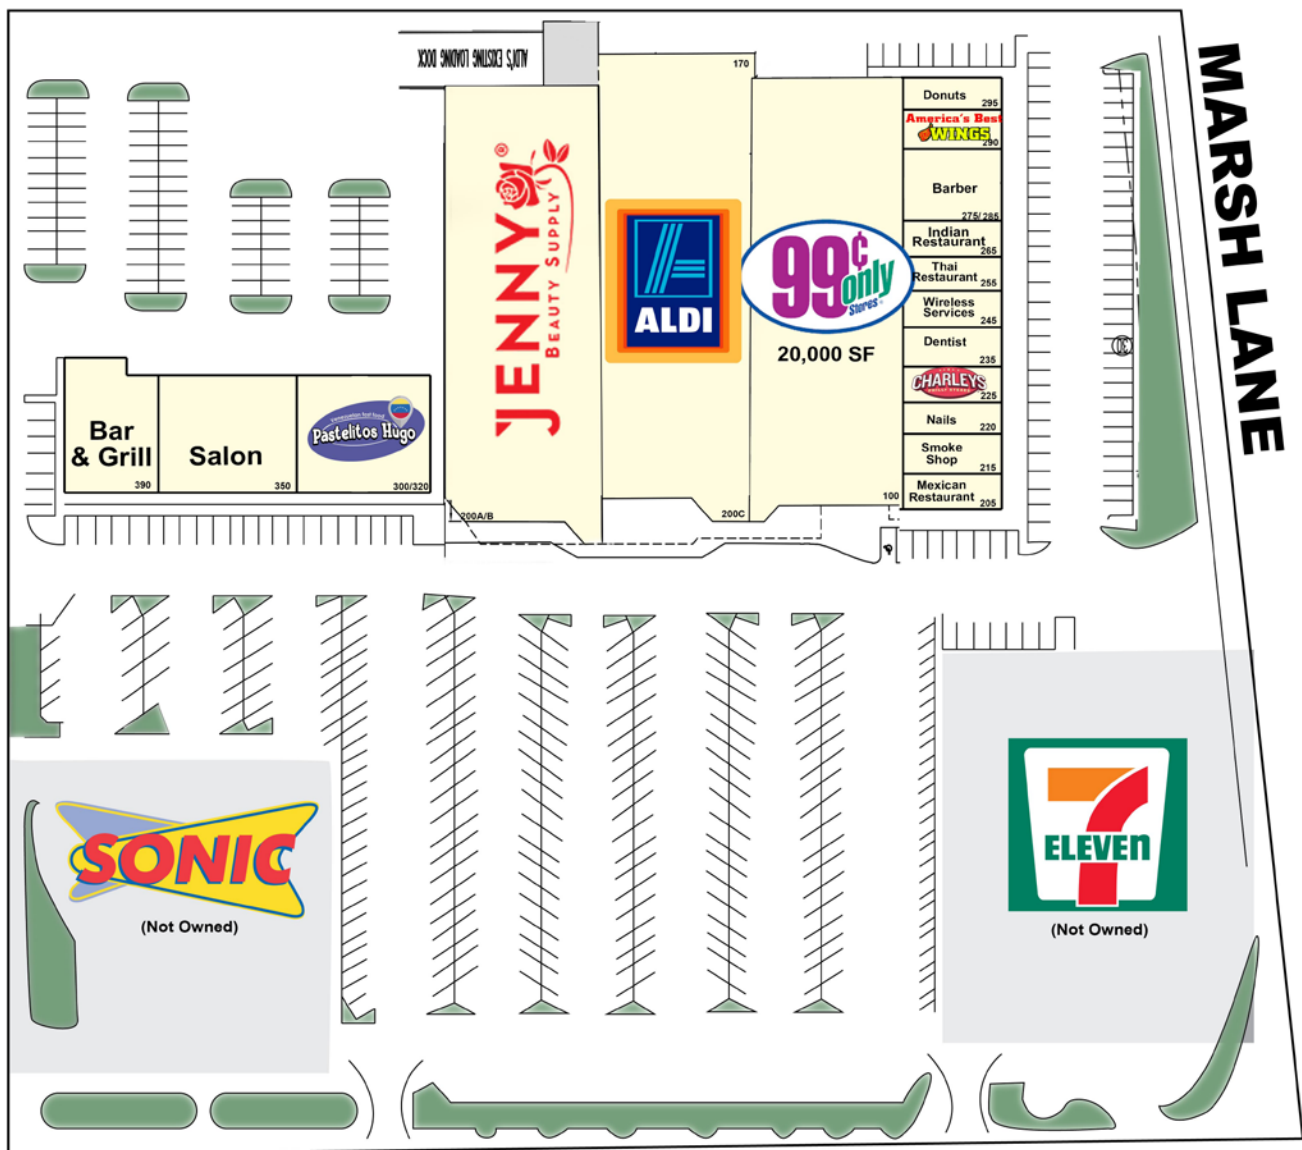 ALDI'S EXISTING LOADING DOCK
MARSH LANE
170
Donuts
295
America's Best
WINGS
290
Barber
275/285
Indian
Restaurant
265
Thai
Restaurant
255
Wireless
Services
245
Dentist
235
CHARLEYS
225
Nails
220
Smoke
Shop
215
Mexican
Restaurant
205
JENNY®
BEAUTY SUPPLY
ALDI
99¢
only
Stores
20,000 SF
100
200C
200A/B
Bar
& Grill
390
Salon
350
Venezuelan fast food
Pastelitos Hugo
300/320
SONIC
(Not Owned)
7
ELEVEn
(Not Owned)